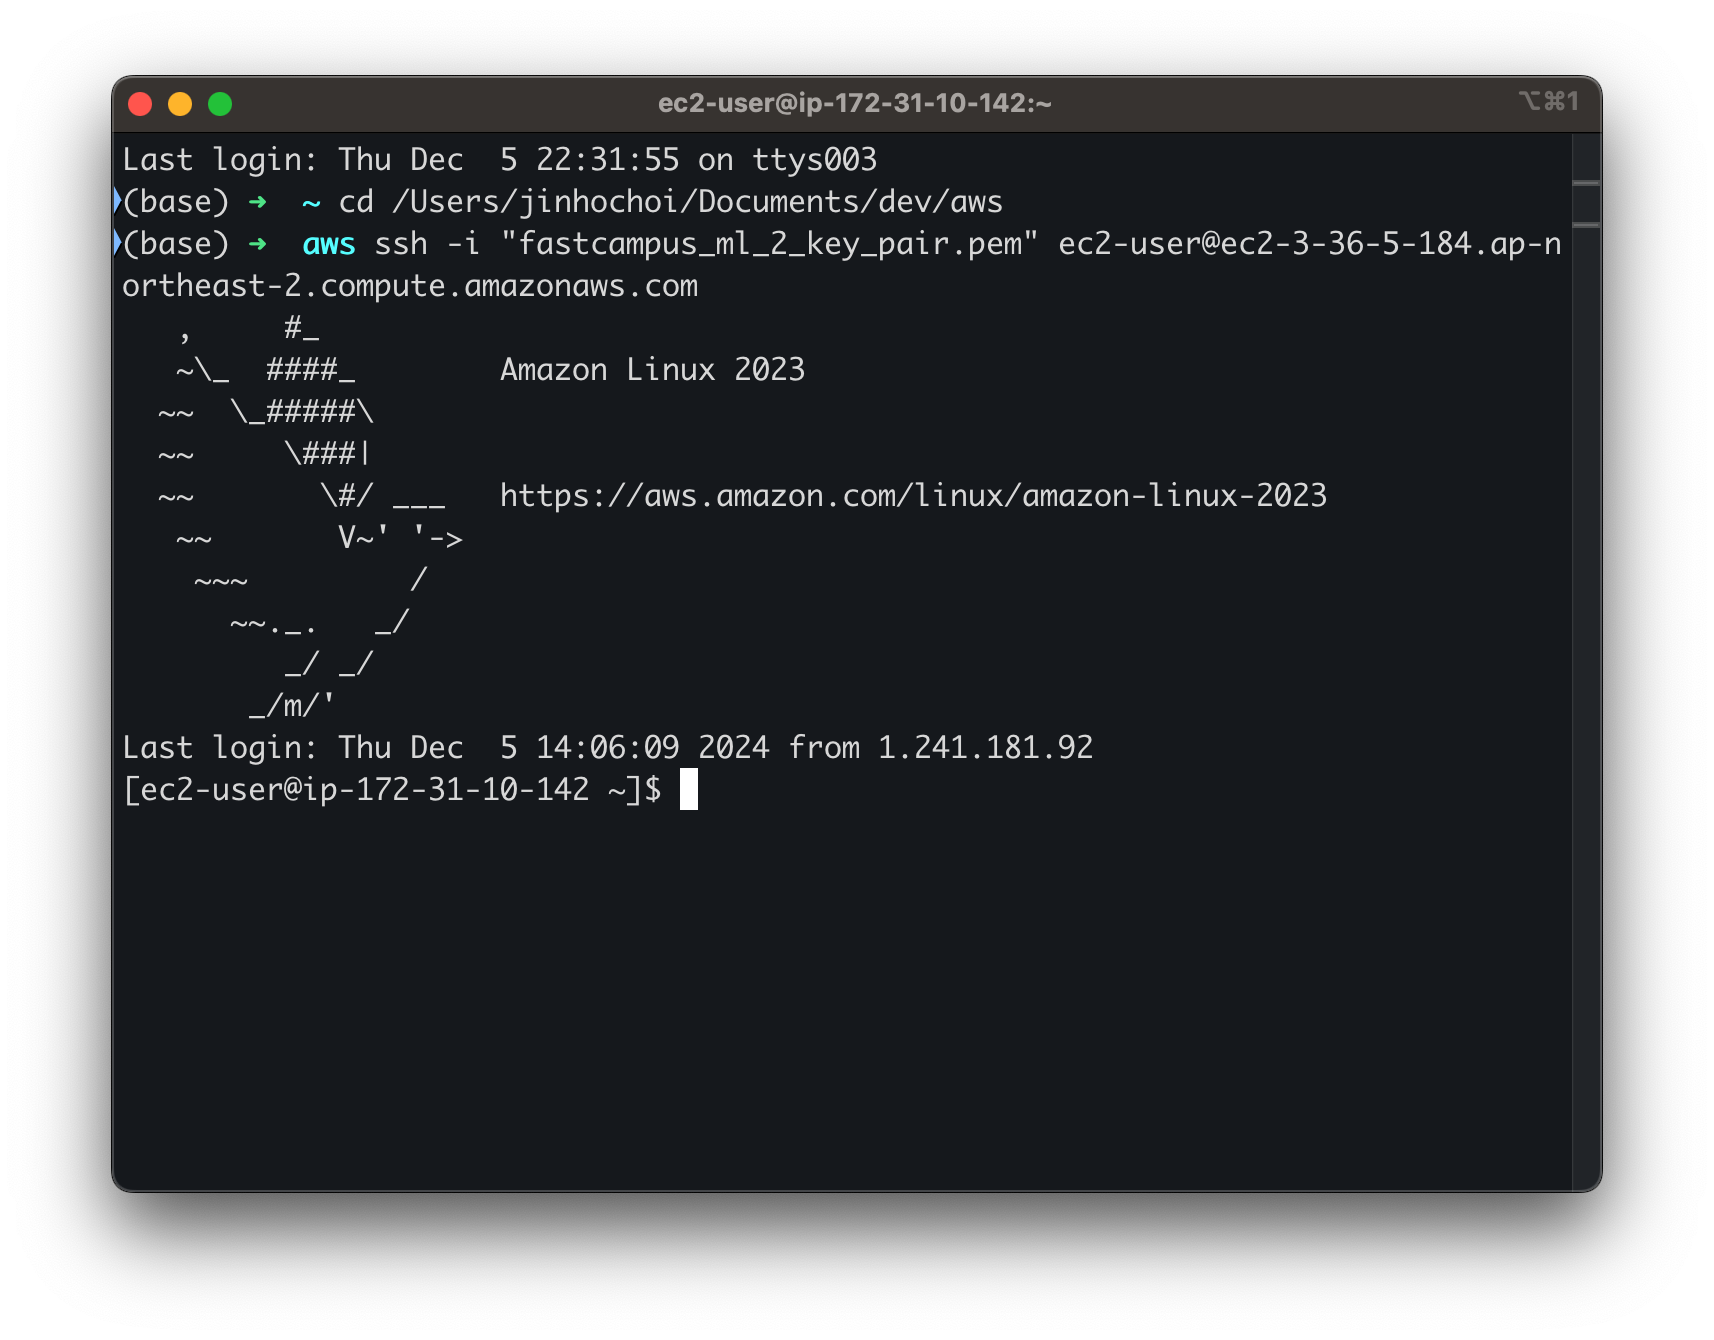 ec2-user@ip-172-31-10-142:~ ⌥⌘1
Last login: Thu Dec  5 22:31:55 on ttys003
(base) ➜  ~ cd /Users/jinhochoi/Documents/dev/aws
(base) ➜  aws ssh -i "fastcampus_ml_2_key_pair.pem" ec2-user@ec2-3-36-5-184.ap-n
ortheast-2.compute.amazonaws.com
   ,     #_
   ~\_  ####_        Amazon Linux 2023
  ~~  \_#####\
  ~~     \###|
  ~~       \#/ ___   https://aws.amazon.com/linux/amazon-linux-2023
   ~~       V~' '->
    ~~~         /
      ~~._.   _/
         _/ _/
       _/m/'
Last login: Thu Dec  5 14:06:09 2024 from 1.241.181.92
[ec2-user@ip-172-31-10-142 ~]$